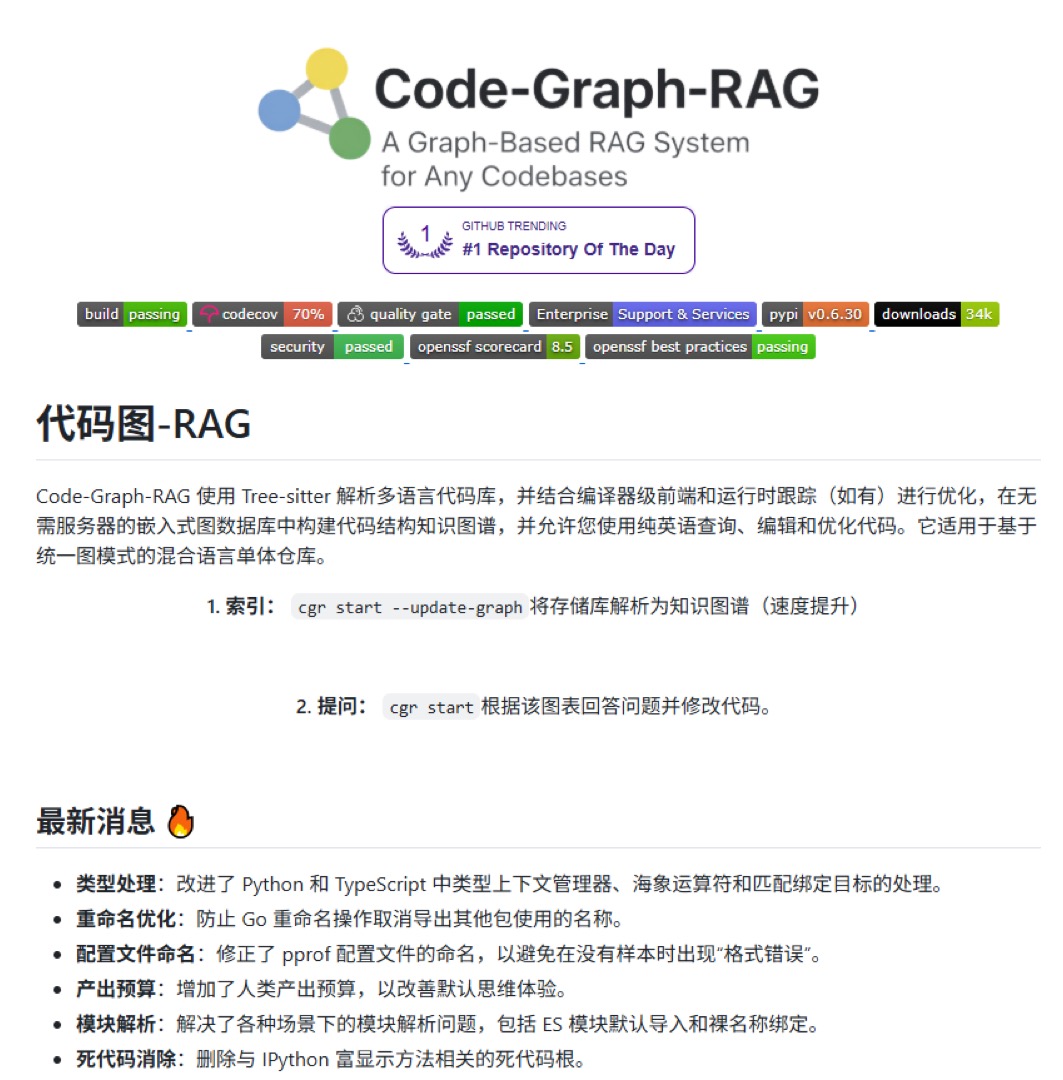 Code-Graph-RAG
A Graph-Based RAG System
for Any Codebases
1
GITHUB TRENDING
#1 Repository Of The Day
build passing codecov 70% quality gate passed Enterprise Support & Services pypi v0.6.30 downloads 34k
security passed openssf scorecard 8.5 openssf best practices passing
代码图-RAG
Code-Graph-RAG 使用 Tree-sitter 解析多语言代码库，并结合编译器级前端和运行时跟踪（如有）进行优化，在无
需服务器的嵌入式图数据库中构建代码结构知识图谱，并允许您使用纯英语查询、编辑和优化代码。它适用于基于
统一图模式的混合语言单体仓库。
1. 索引： cgr start --update-graph将存储库解析为知识图谱（速度提升）
2. 提问： cgr start根据该图表回答问题并修改代码。
最新消息 🔥
• 类型处理：改进了 Python 和 TypeScript 中类型上下文管理器、海象运算符和匹配绑定目标的处理。
• 重命名优化：防止 Go 重命名操作取消导出其他包使用的名称。
• 配置文件命名：修正了 pprof 配置文件的命名，以避免在没有样本时出现“格式错误”。
• 产出预算：增加了人类产出预算，以改善默认思维体验。
• 模块解析：解决了各种场景下的模块解析问题，包括 ES 模块默认导入和裸名称绑定。
• 死代码消除：删除与 IPython 富显示方法相关的死代码根。